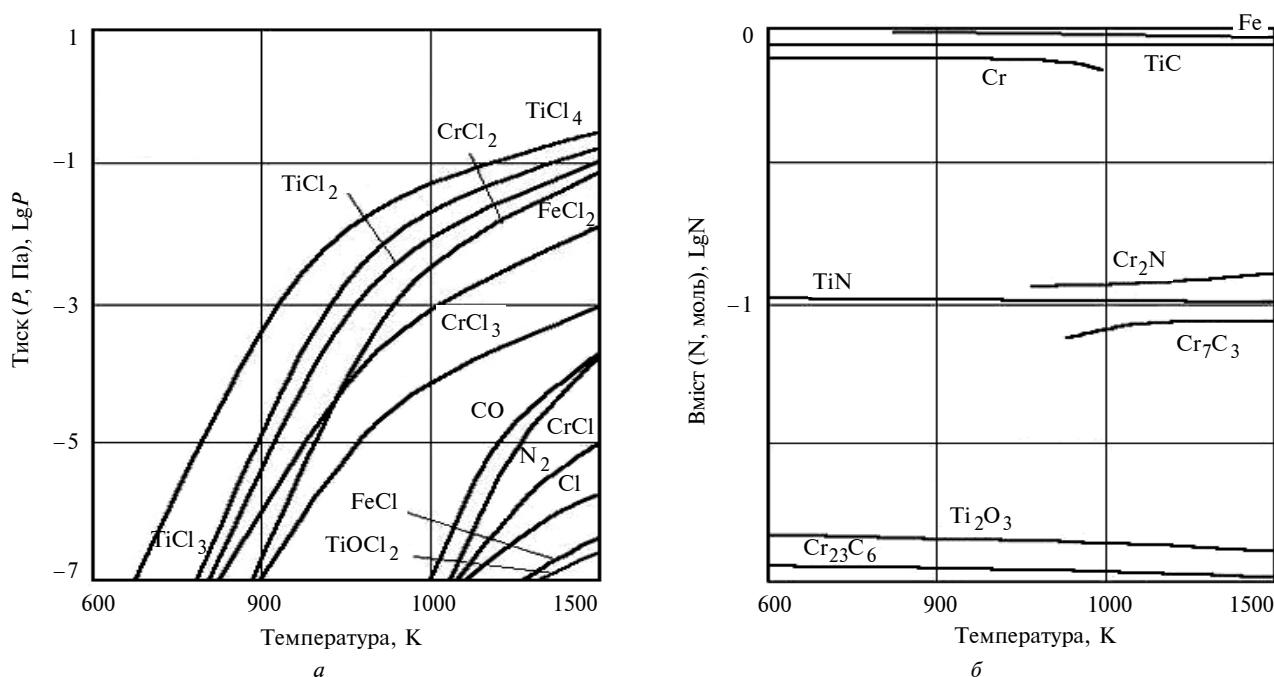 Тиск (P, Па), LgP
1
−1
−3
−5
−7
TiCl4
CrCl2
TiCl2
FeCl2
CrCl3
CO
CrCl
N2
Cl
FeCl
TiCl3
TiOCl2
600 900 1000 1500
Температура, К
а
Вміст (N, моль), LgN
0
−1
Fe
TiC
Cr
Cr2N
TiN
Cr7C3
Ti2O3
Cr23C6
600 900 1000 1500
Температура, К
б